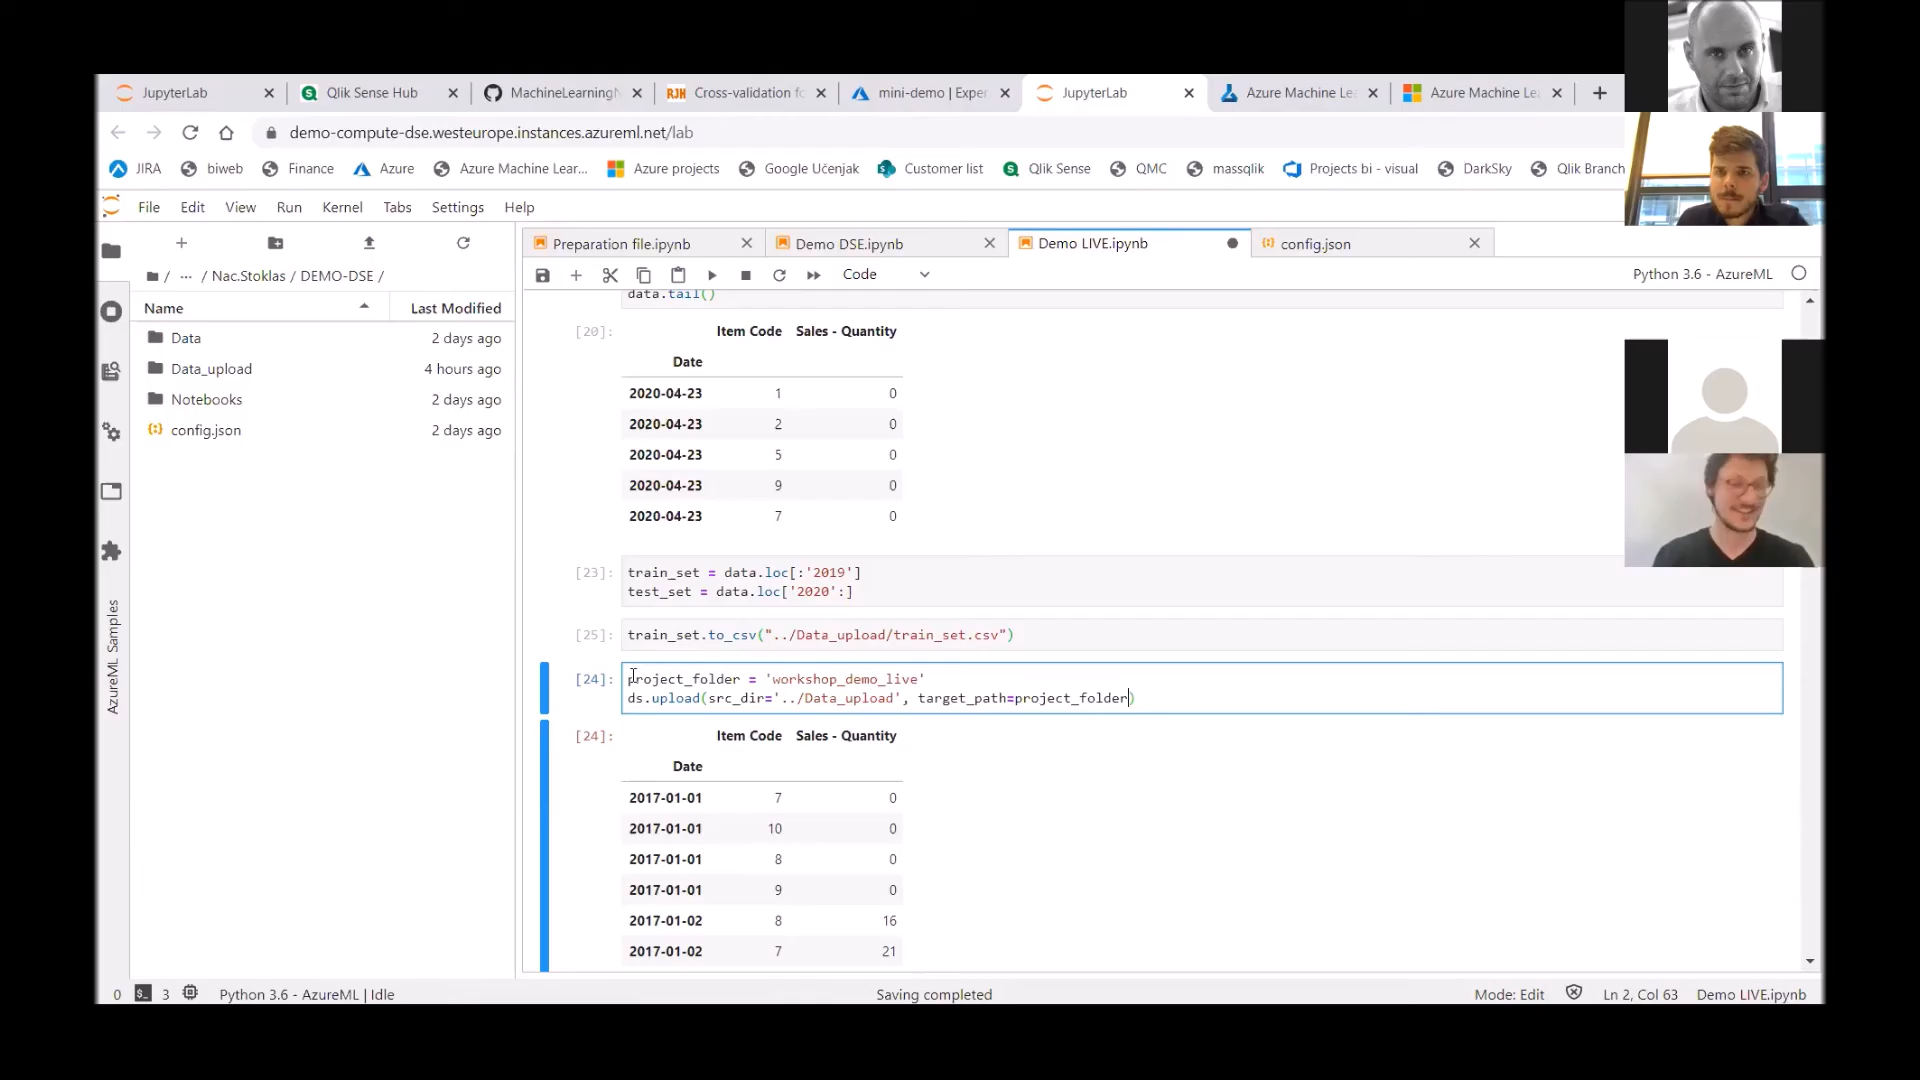 JupyterLab
Qlik Sense Hub
MachineLearningN
RJH Cross-validation fo
mini-demo | Exper
JupyterLab
Azure Machine Le
Azure Machine Le
demo-compute-dse.westeurope.instances.azureml.net/lab
JIRA biweb Finance Azure Azure Machine Lear... Azure projects Google Učenjak Customer list Qlik Sense QMC massqlik Projects bi - visual DarkSky Qlik Branch
File Edit View Run Kernel Tabs Settings Help
Preparation file.ipynb
Demo DSE.ipynb
Demo LIVE.ipynb
config.json
Code
Python 3.6 - AzureML
/ ... / Nac.Stoklas / DEMO-DSE /
Name Last Modified
Data 2 days ago
Data_upload 4 hours ago
Notebooks 2 days ago
config.json 2 days ago
AzureML Samples
data.tail()
[20]: Item Code Sales - Quantity
Date
2020-04-23 1 0
2020-04-23 2 0
2020-04-23 5 0
2020-04-23 9 0
2020-04-23 7 0
[23]: train_set = data.loc[:'2019']
test_set = data.loc['2020':]
[25]: train_set.to_csv("../Data_upload/train_set.csv")
[24]: project_folder = 'workshop_demo_live'
ds.upload(src_dir='../Data_upload', target_path=project_folder)
[24]: Item Code Sales - Quantity
Date
2017-01-01 7 0
2017-01-01 10 0
2017-01-01 8 0
2017-01-01 9 0
2017-01-02 8 16
2017-01-02 7 21
0 $_ 3 Python 3.6 - AzureML | Idle
Saving completed
Mode: Edit Ln 2, Col 63 Demo LIVE.ipynb